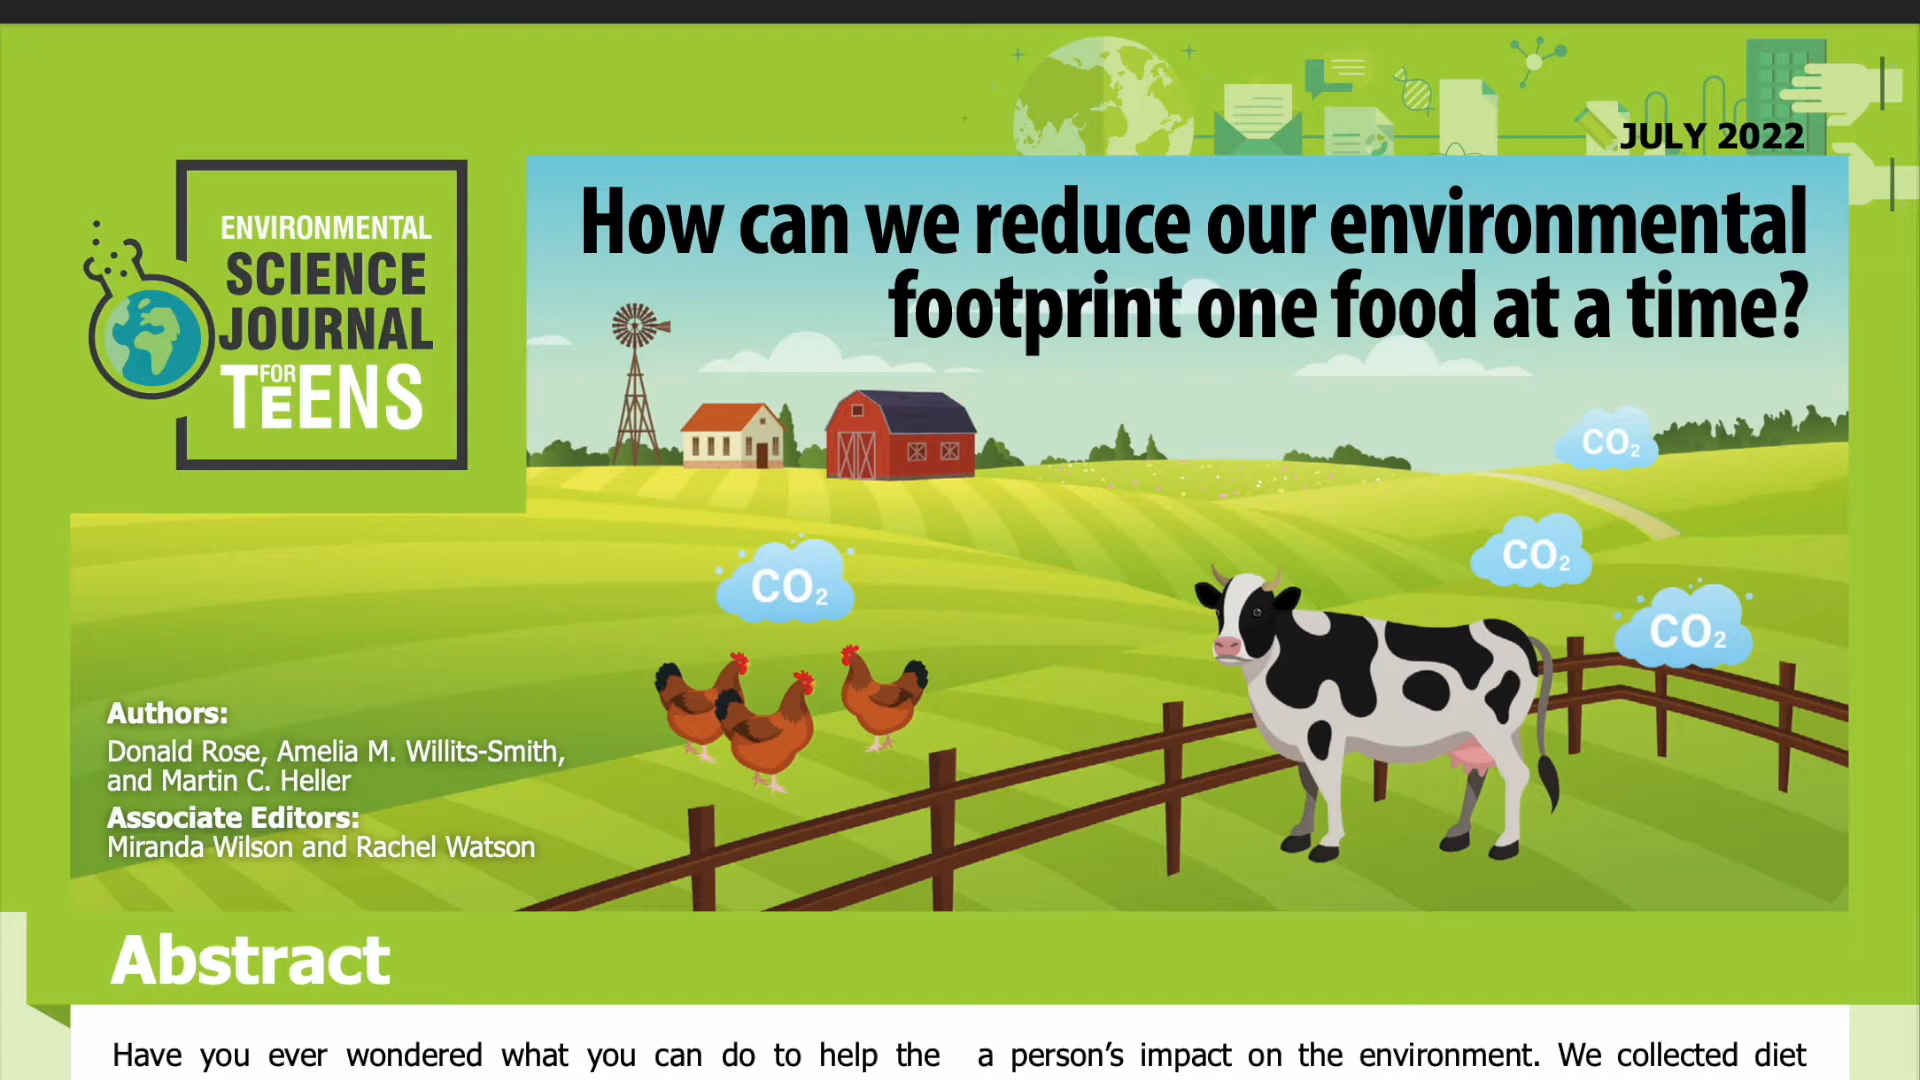 JULY 2022
ENVIRONMENTAL
SCIENCE
JOURNAL
FOR
TEENS
How can we reduce our environmental
footprint one food at a time?
CO₂
CO₂
CO₂
CO₂
Authors:
Donald Rose, Amelia M. Willits-Smith,
and Martin C. Heller
Associate Editors:
Miranda Wilson and Rachel Watson
Abstract
Have you ever wondered what you can do to help the
a person’s impact on the environment. We collected diet